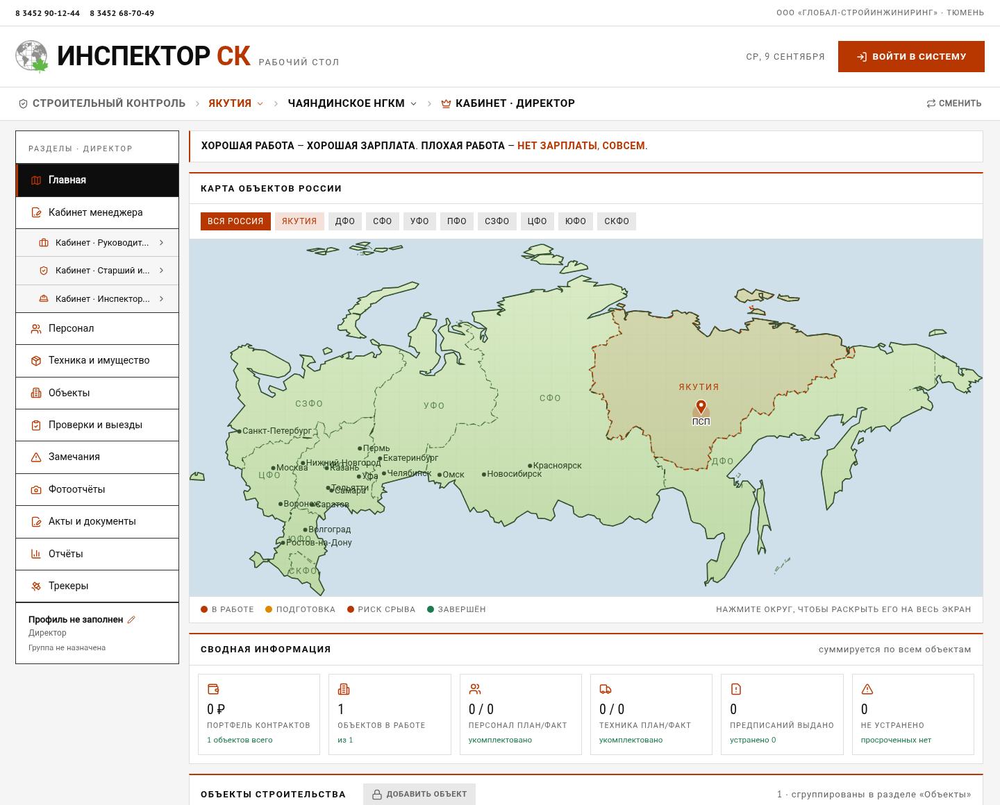 8 3452 90-12-44 8 3452 68-70-49
ООО «ГЛОБАЛ-СТРОЙИНЖИНИРИНГ» · ТЮМЕНЬ
ИНСПЕКТОР СК РАБОЧИЙ СТОЛ
СР, 9 СЕНТЯБРЯ
ВОЙТИ В СИСТЕМУ
СТРОИТЕЛЬНЫЙ КОНТРОЛЬ
ЯКУТИЯ
ЧАЯНДИНСКОЕ НГКМ
КАБИНЕТ · ДИРЕКТОР
СМЕНИТЬ
РАЗДЕЛЫ · ДИРЕКТОР
Главная
Кабинет менеджера
Кабинет · Руководит...
Кабинет · Старший и...
Кабинет · Инспектор...
Персонал
Техника и имущество
Объекты
Проверки и выезды
Замечания
Фотоотчёты
Акты и документы
Отчёты
Трекеры
Профиль не заполнен
Директор
Группа не назначена
ХОРОШАЯ РАБОТА – ХОРОШАЯ ЗАРПЛАТА. ПЛОХАЯ РАБОТА – НЕТ ЗАРПЛАТЫ, СОВСЕМ.
КАРТА ОБЪЕКТОВ РОССИИ
ВСЯ РОССИЯ ЯКУТИЯ ДФО СФО УФО ПФО СЗФО ЦФО ЮФО СКФО
ЯКУТИЯ
СФО
СЗФО
УФО
ПСП
Санкт-Петербург
Пермь
Екатеринбург
Нижний Новгород
ДФО
Москва
Казань
Красноярск
ЦФО
Уфа
Челябинск
Омск
Новосибирск
Тольятти
Самара
Воронеж
Саратов
Волгоград
ЮФО
Ростов-на-Дону
СКФО
В РАБОТЕ ПОДГОТОВКА РИСК СРЫВА ЗАВЕРШЁН
НАЖМИТЕ ОКРУГ, ЧТОБЫ РАСКРЫТЬ ЕГО НА ВЕСЬ ЭКРАН
СВОДНАЯ ИНФОРМАЦИЯ
суммируется по всем объектам
0 ₽
ПОРТФЕЛЬ КОНТРАКТОВ
1 объектов всего
1
ОБЪЕКТОВ В РАБОТЕ
из 1
0 / 0
ПЕРСОНАЛ ПЛАН/ФАКТ
укомплектовано
0 / 0
ТЕХНИКА ПЛАН/ФАКТ
укомплектовано
0
ПРЕДПИСАНИЙ ВЫДАНО
устранено 0
0
НЕ УСТРАНЕНО
просроченных нет
ОБЪЕКТЫ СТРОИТЕЛЬСТВА
ДОБАВИТЬ ОБЪЕКТ
1 · сгруппированы в разделе «Объекты»